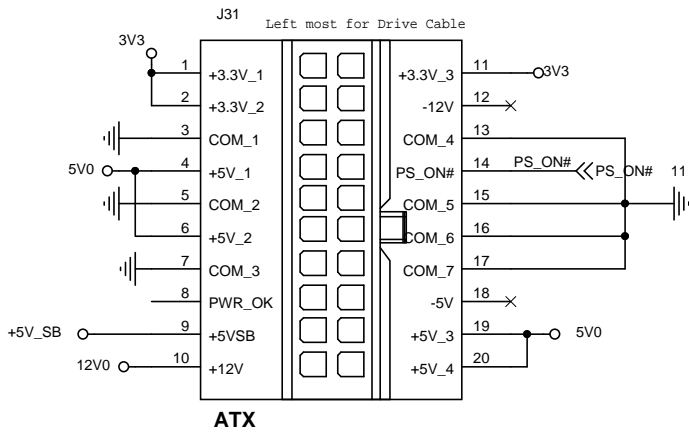 J31
Left most for Drive Cable
3V3
1 +3.3V_1
2 +3.3V_2
3 COM_1
5V0 4 +5V_1
5 COM_2
6 +5V_2
7 COM_3
8 PWR_OK
+5V_SB 9 +5VSB
12V0 10 +12V
+3.3V_3 11 3V3
-12V 12
COM_4 13
PS_ON# 14 PS_ON# PS_ON# 11
COM_5 15
COM_6 16
COM_7 17
-5V 18
+5V_3 19 5V0
+5V_4 20
ATX